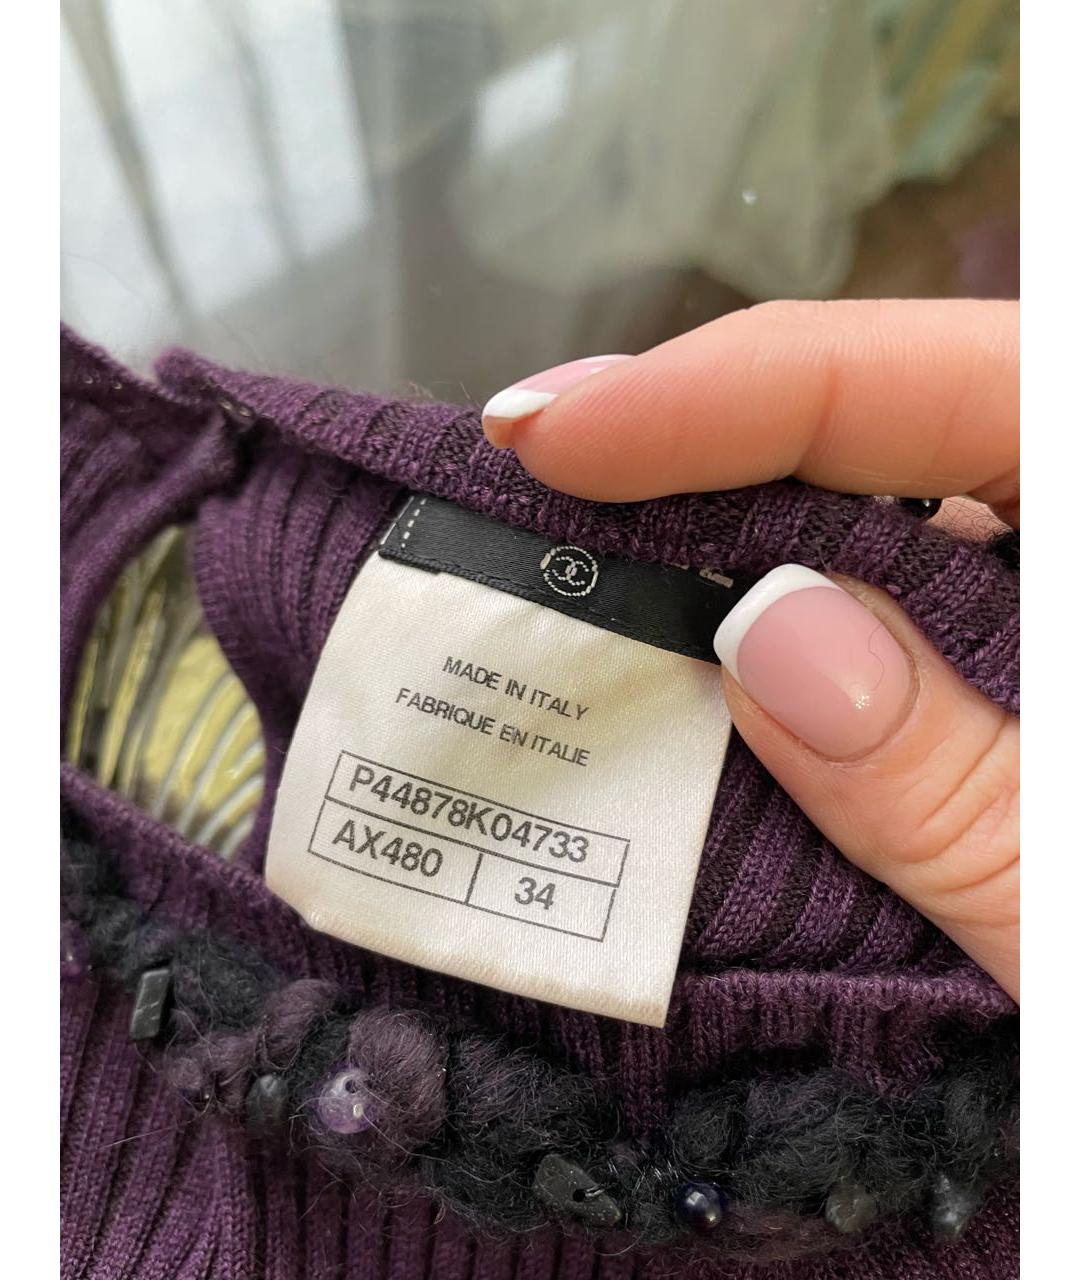 MADE IN ITALY
FABRIQUE EN ITALIE
P44878K04733
AX480 34